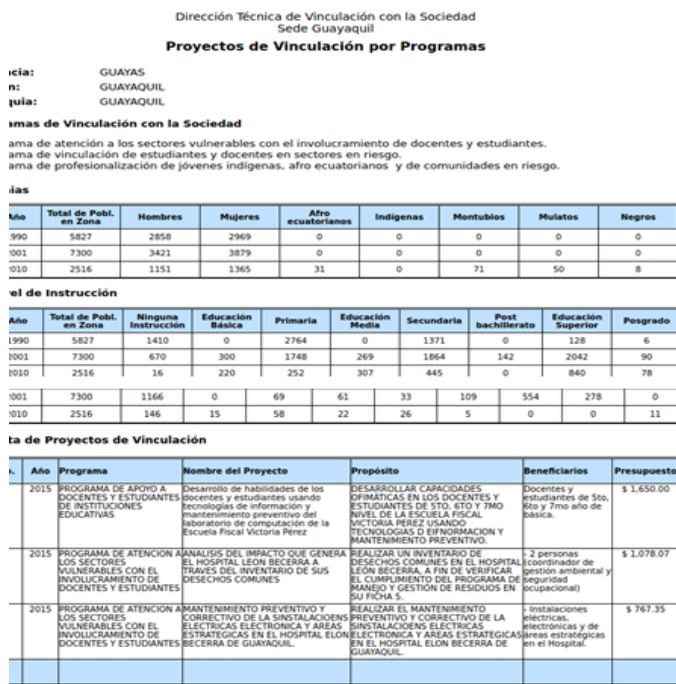 Dirección Técnica de Vinculación con la Sociedad
Sede Guayaquil
Proyectos de Vinculación por Programas
cia: GUAYAS
n: GUAYAQUIL
quia: GUAYAQUIL
amas de Vinculación con la Sociedad
ama de atención a los sectores vulnerables con el involucramiento de docentes y estudiantes.
ama de vinculación de estudiantes y docentes en sectores en riesgo.
ama de profesionalización de jóvenes indígenas, afro ecuatorianos y de comunidades en riesgo.
ias
Año Total de Pobl. en Zona Hombres Mujeres Afro ecuatorianos Indígenas Montubios Mulatos Negros
990 5827 2858 2969 0 0 0 0 0
001 7300 3421 3879 0 0 0 0 0
010 2516 1151 1365 31 0 71 50 8
el de Instrucción
Año Total de Pobl. en Zona Ninguna Instrucción Educación Básica Primaria Educación Media Secundaria Post bachillerato Educación Superior Posgrado
990 5827 1410 0 2764 0 1371 0 128 6
001 7300 670 300 1748 269 1864 142 2042 90
010 2516 16 220 252 307 445 0 840 78
001 7300 1166 0 69 61 33 109 554 278 0
010 2516 146 15 58 22 26 5 0 0 11
ta de Proyectos de Vinculación
o. Año Programa Nombre del Proyecto Propósito Beneficiarios Presupuesto
2015 PROGRAMA DE APOYO A Desarrollo de habilidades de los DESARROLLAR CAPACIDADES Docentes y $ 1,650.00
DOCENTES Y ESTUDIANTES docentes y estudiantes usando OFIMÁTICAS EN LOS DOCENTES Y estudiantes de 5to,
DE INSTITUCIONES tecnologías de información y ESTUDIANTES DE 5TO, 6TO Y 7MO 6to y 7mo año de
EDUCATIVAS mantenimiento preventivo del NIVEL DE LA ESCUELA FISCAL básica.
laboratorio de computación de la VICTORIA PEREZ USANDO
Escuela Fiscal Victoria Pérez TECNOLOGIAS D EIFNORMACION Y
MANTENIMIENTO PREVENTIVO.
2015 PROGRAMA DE ATENCION A ANALISIS DEL IMPACTO QUE GENERA REALIZAR UN INVENTARIO DE - 2 personas $ 1,078.07
LOS SECTORES EL HOSPITAL LEON BECERRA A DESECHOS COMUNES EN EL HOSPITAL (coordinador de
VULNERABLES CON EL TRAVES DEL INVENTARIO DE SUS LEÓN BECERRA, A FIN DE VERIFICAR gestión ambiental y
INVOLUCRAMIENTO DE DESECHOS COMUNES EL CUMPLIMIENTO DEL PROGRAMA DE seguridad
DOCENTES Y ESTUDIANTES MANEJO Y GESTIÓN DE RESIDUOS EN ocupacional)
SU FICHA 5.
2015 PROGRAMA DE ATENCION A MANTENIMIENTO PREVENTIVO Y REALIZAR EL MANTENIMIENTO - Instalaciones $ 767.35
LOS SECTORES CORRECTIVO DE LA SINSTALACIOENS PREVENTIVO Y CORRECTIVO DE LA eléctricas,
VULNERABLES CON EL ELECTRICAS ELECTRONICA Y AREAS SINSTALACIOENS ELECTRICAS electrónicas y de
INVOLUCRAMIENTO DE ESTRATEGICAS EN EL HOSPITAL ELON ELECTRONICA Y AREAS ESTRATEGICAS áreas estratégicas
DOCENTES Y ESTUDIANTES BECERRA DE GUAYAQUIL. EN EL HOSPITAL ELON BECERRA DE en el Hospital.
GUAYAQUIL.